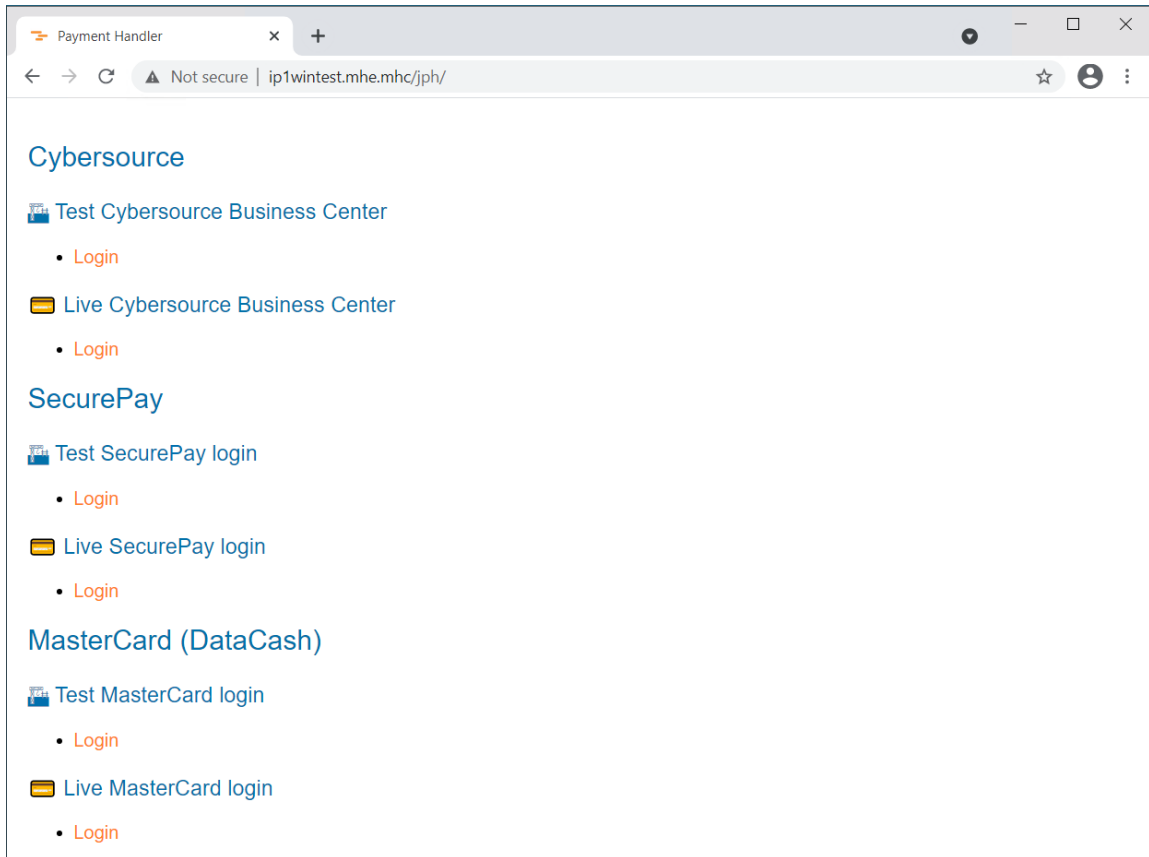 Payment Handler
Not secure | ip1wintest.mhe.mhc/jph/
Cybersource
Test Cybersource Business Center
• Login
Live Cybersource Business Center
• Login
SecurePay
Test SecurePay login
• Login
Live SecurePay login
• Login
MasterCard (DataCash)
Test MasterCard login
• Login
Live MasterCard login
• Login